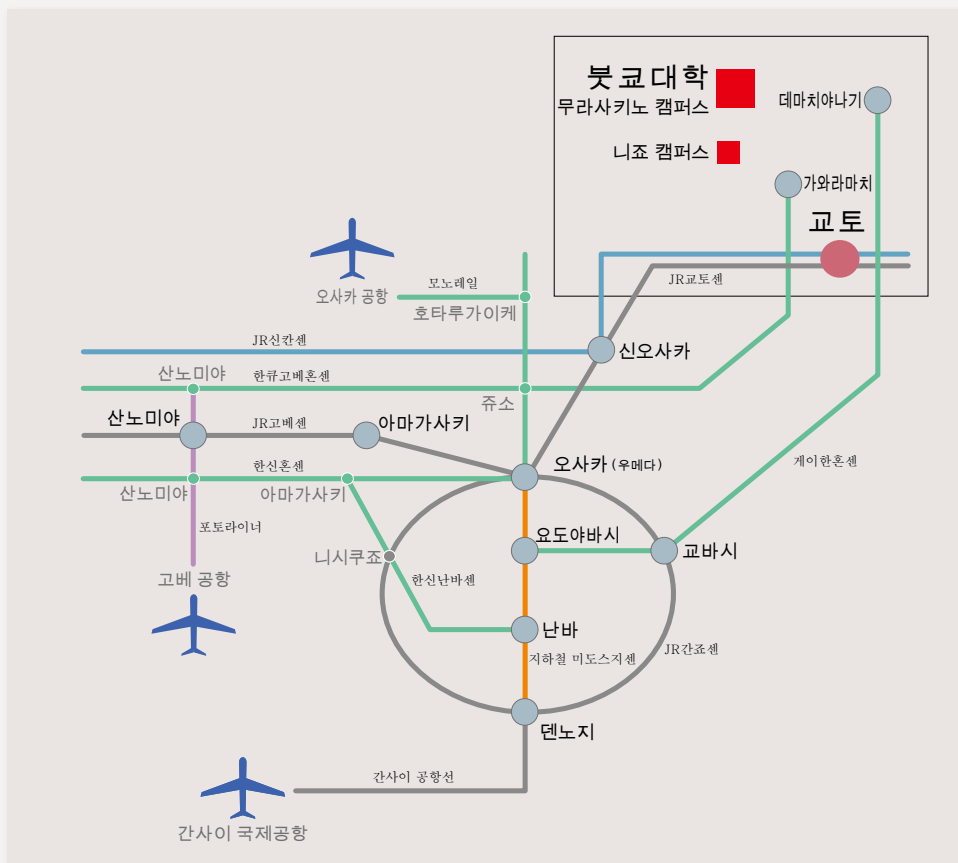 붓쿄대학
무라사키노 캠퍼스
데마치야나기
니죠 캠퍼스
가와라마치
교토
JR교토센
모노레일
오사카 공항
호타루가이케
JR신칸센
신오사카
산노미야
한큐고베혼센
쥬소
산노미야
JR고베센
아마가사키
한신혼센
오사카 (우메다)
게이한혼센
산노미야
아마가사키
포토라이너
요도야바시
교바시
니시쿠죠
고베 공항
한신난바센
난바
JR간죠센
지하철 미도스지센
덴노지
간사이 공항선
간사이 국제공항